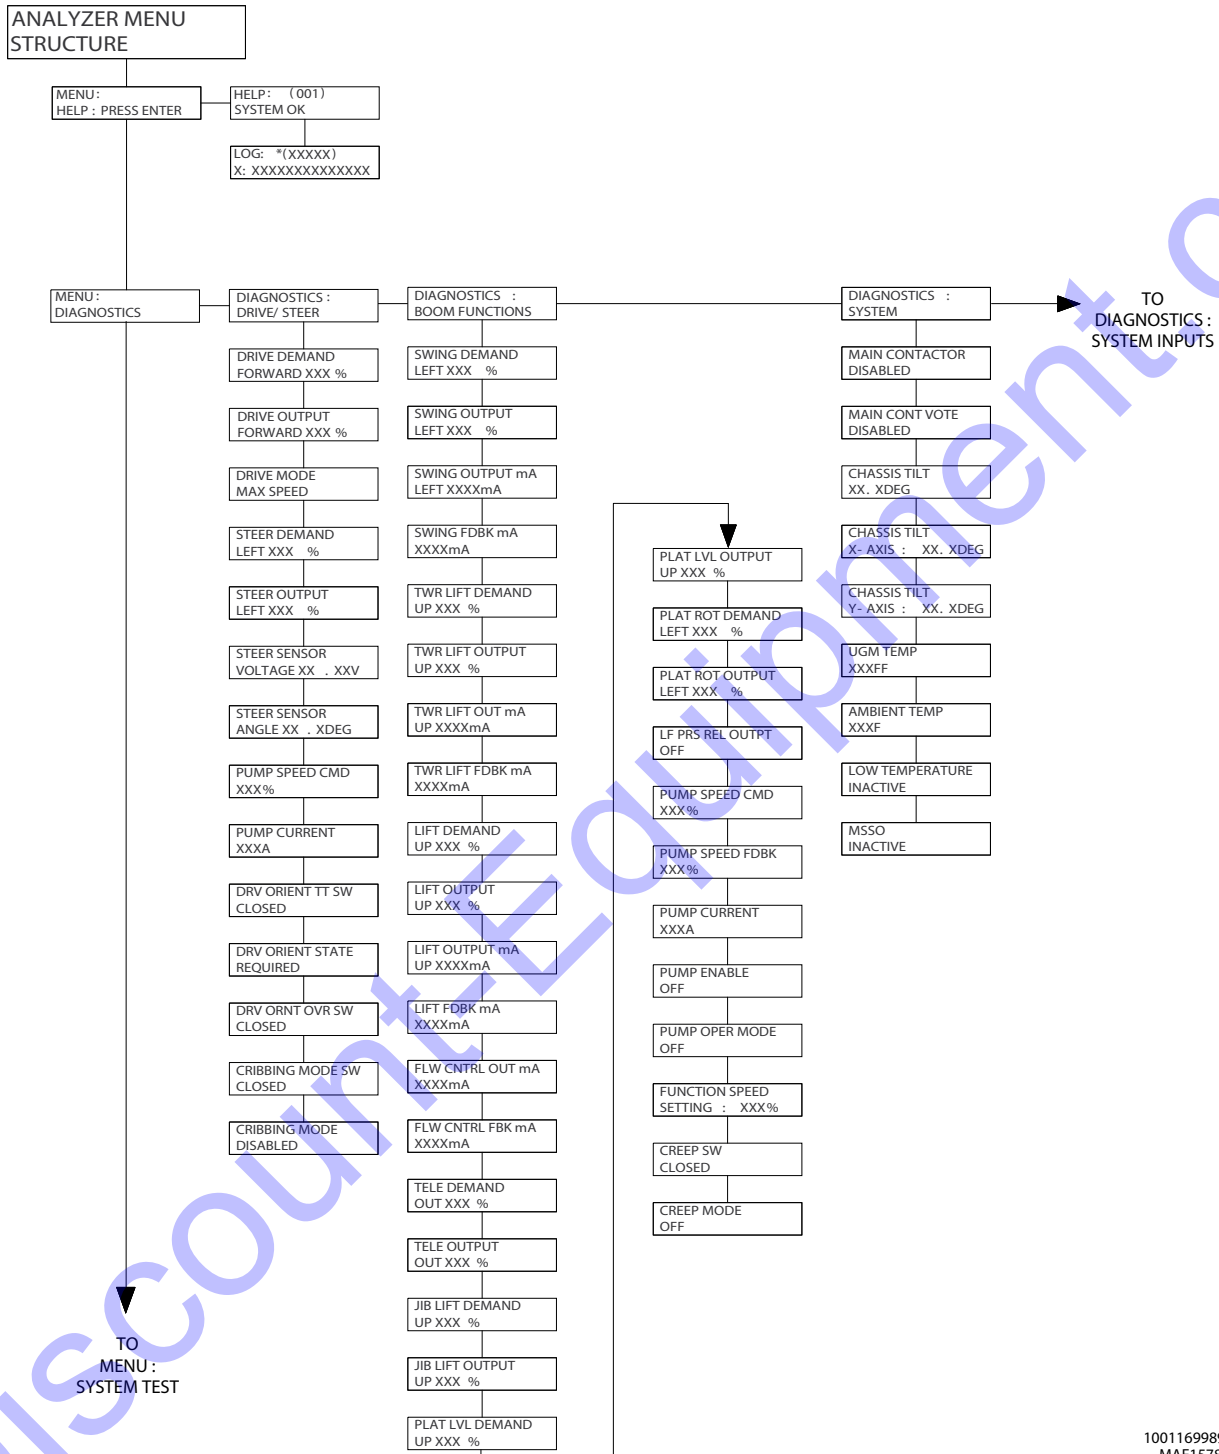 ANALYZER MENU
STRUCTURE
MENU:
HELP : PRESS ENTER
HELP: (001)
SYSTEM OK
LOG: *(XXXXX)
X: XXXXXXXXXXXXXX
MENU:
DIAGNOSTICS
TO
MENU :
SYSTEM TEST
DIAGNOSTICS :
DRIVE/ STEER
DRIVE DEMAND
FORWARD XXX %
DRIVE OUTPUT
FORWARD XXX %
DRIVE MODE
MAX SPEED
STEER DEMAND
LEFT XXX %
STEER OUTPUT
LEFT XXX %
STEER SENSOR
VOLTAGE XX . XXV
STEER SENSOR
ANGLE XX . XDEG
PUMP SPEED CMD
XXX%
PUMP CURRENT
XXXA
DRV ORIENT TT SW
CLOSED
DRV ORIENT STATE
REQUIRED
DRV ORNT OVR SW
CLOSED
CRIBBING MODE SW
CLOSED
CRIBBING MODE
DISABLED
DIAGNOSTICS :
BOOM FUNCTIONS
SWING DEMAND
LEFT XXX %
SWING OUTPUT
LEFT XXX %
SWING OUTPUT mA
LEFT XXXXmA
SWING FDBK mA
XXXXmA
TWR LIFT DEMAND
UP XXX %
TWR LIFT OUTPUT
UP XXX %
TWR LIFT OUT mA
UP XXXXmA
TWR LIFT FDBK mA
XXXXmA
LIFT DEMAND
UP XXX %
LIFT OUTPUT
UP XXX %
LIFT OUTPUT mA
UP XXXXmA
LIFT FDBK mA
XXXXmA
FLW CNTRL OUT mA
XXXXmA
FLW CNTRL FBK mA
XXXXmA
TELE DEMAND
OUT XXX %
TELE OUTPUT
OUT XXX %
JIB LIFT DEMAND
UP XXX %
JIB LIFT OUTPUT
UP XXX %
PLAT LVL DEMAND
UP XXX %
PLAT LVL OUTPUT
UP XXX %
PLAT ROT DEMAND
LEFT XXX %
PLAT ROT OUTPUT
LEFT XXX %
LF PRS REL OUTPT
OFF
PUMP SPEED CMD
XXX%
PUMP SPEED FDBK
XXX%
PUMP CURRENT
XXXA
PUMP ENABLE
OFF
PUMP OPER MODE
OFF
FUNCTION SPEED
SETTING : XXX%
CREEP SW
CLOSED
CREEP MODE
OFF
DIAGNOSTICS :
SYSTEM
MAIN CONTACTOR
DISABLED
MAIN CONT VOTE
DISABLED
CHASSIS TILT
XX. XDEG
CHASSIS TILT
X- AXIS : XX. XDEG
CHASSIS TILT
Y- AXIS : XX. XDEG
UGM TEMP
XXXFF
AMBIENT TEMP
XXXF
LOW TEMPERATURE
INACTIVE
MSSO
INACTIVE
TO
DIAGNOSTICS :
SYSTEM INPUTS